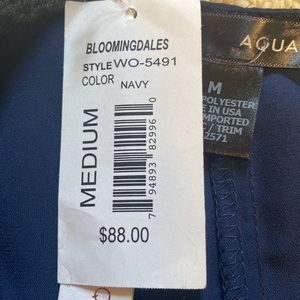 BLOOMINGDALES
STYLE WO-5491
COLOR NAVY
MEDIUM
7 94893 82996 0
$88.00
AQUA
M
POLYESTER
IN USA
IMPORTED
/ TRIM
2571